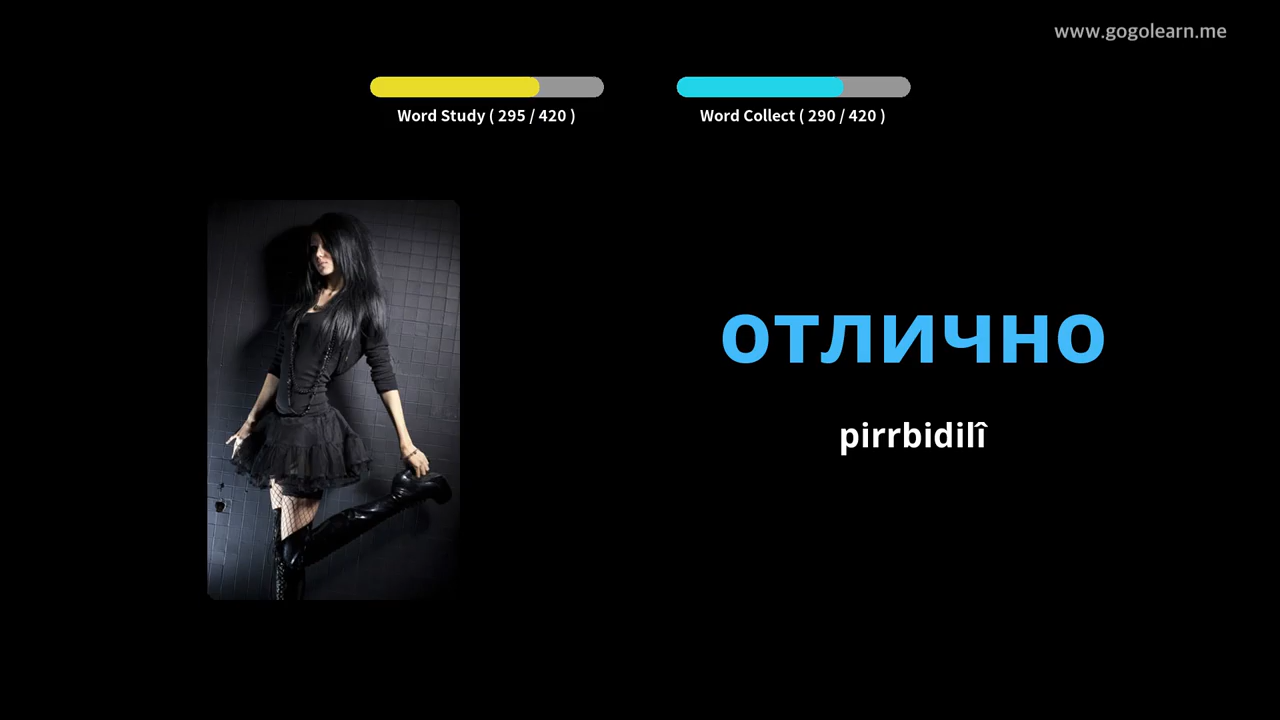 www.gogolearn.me
Word Study ( 295 / 420 )
Word Collect ( 290 / 420 )
отлично
pirrbidilî